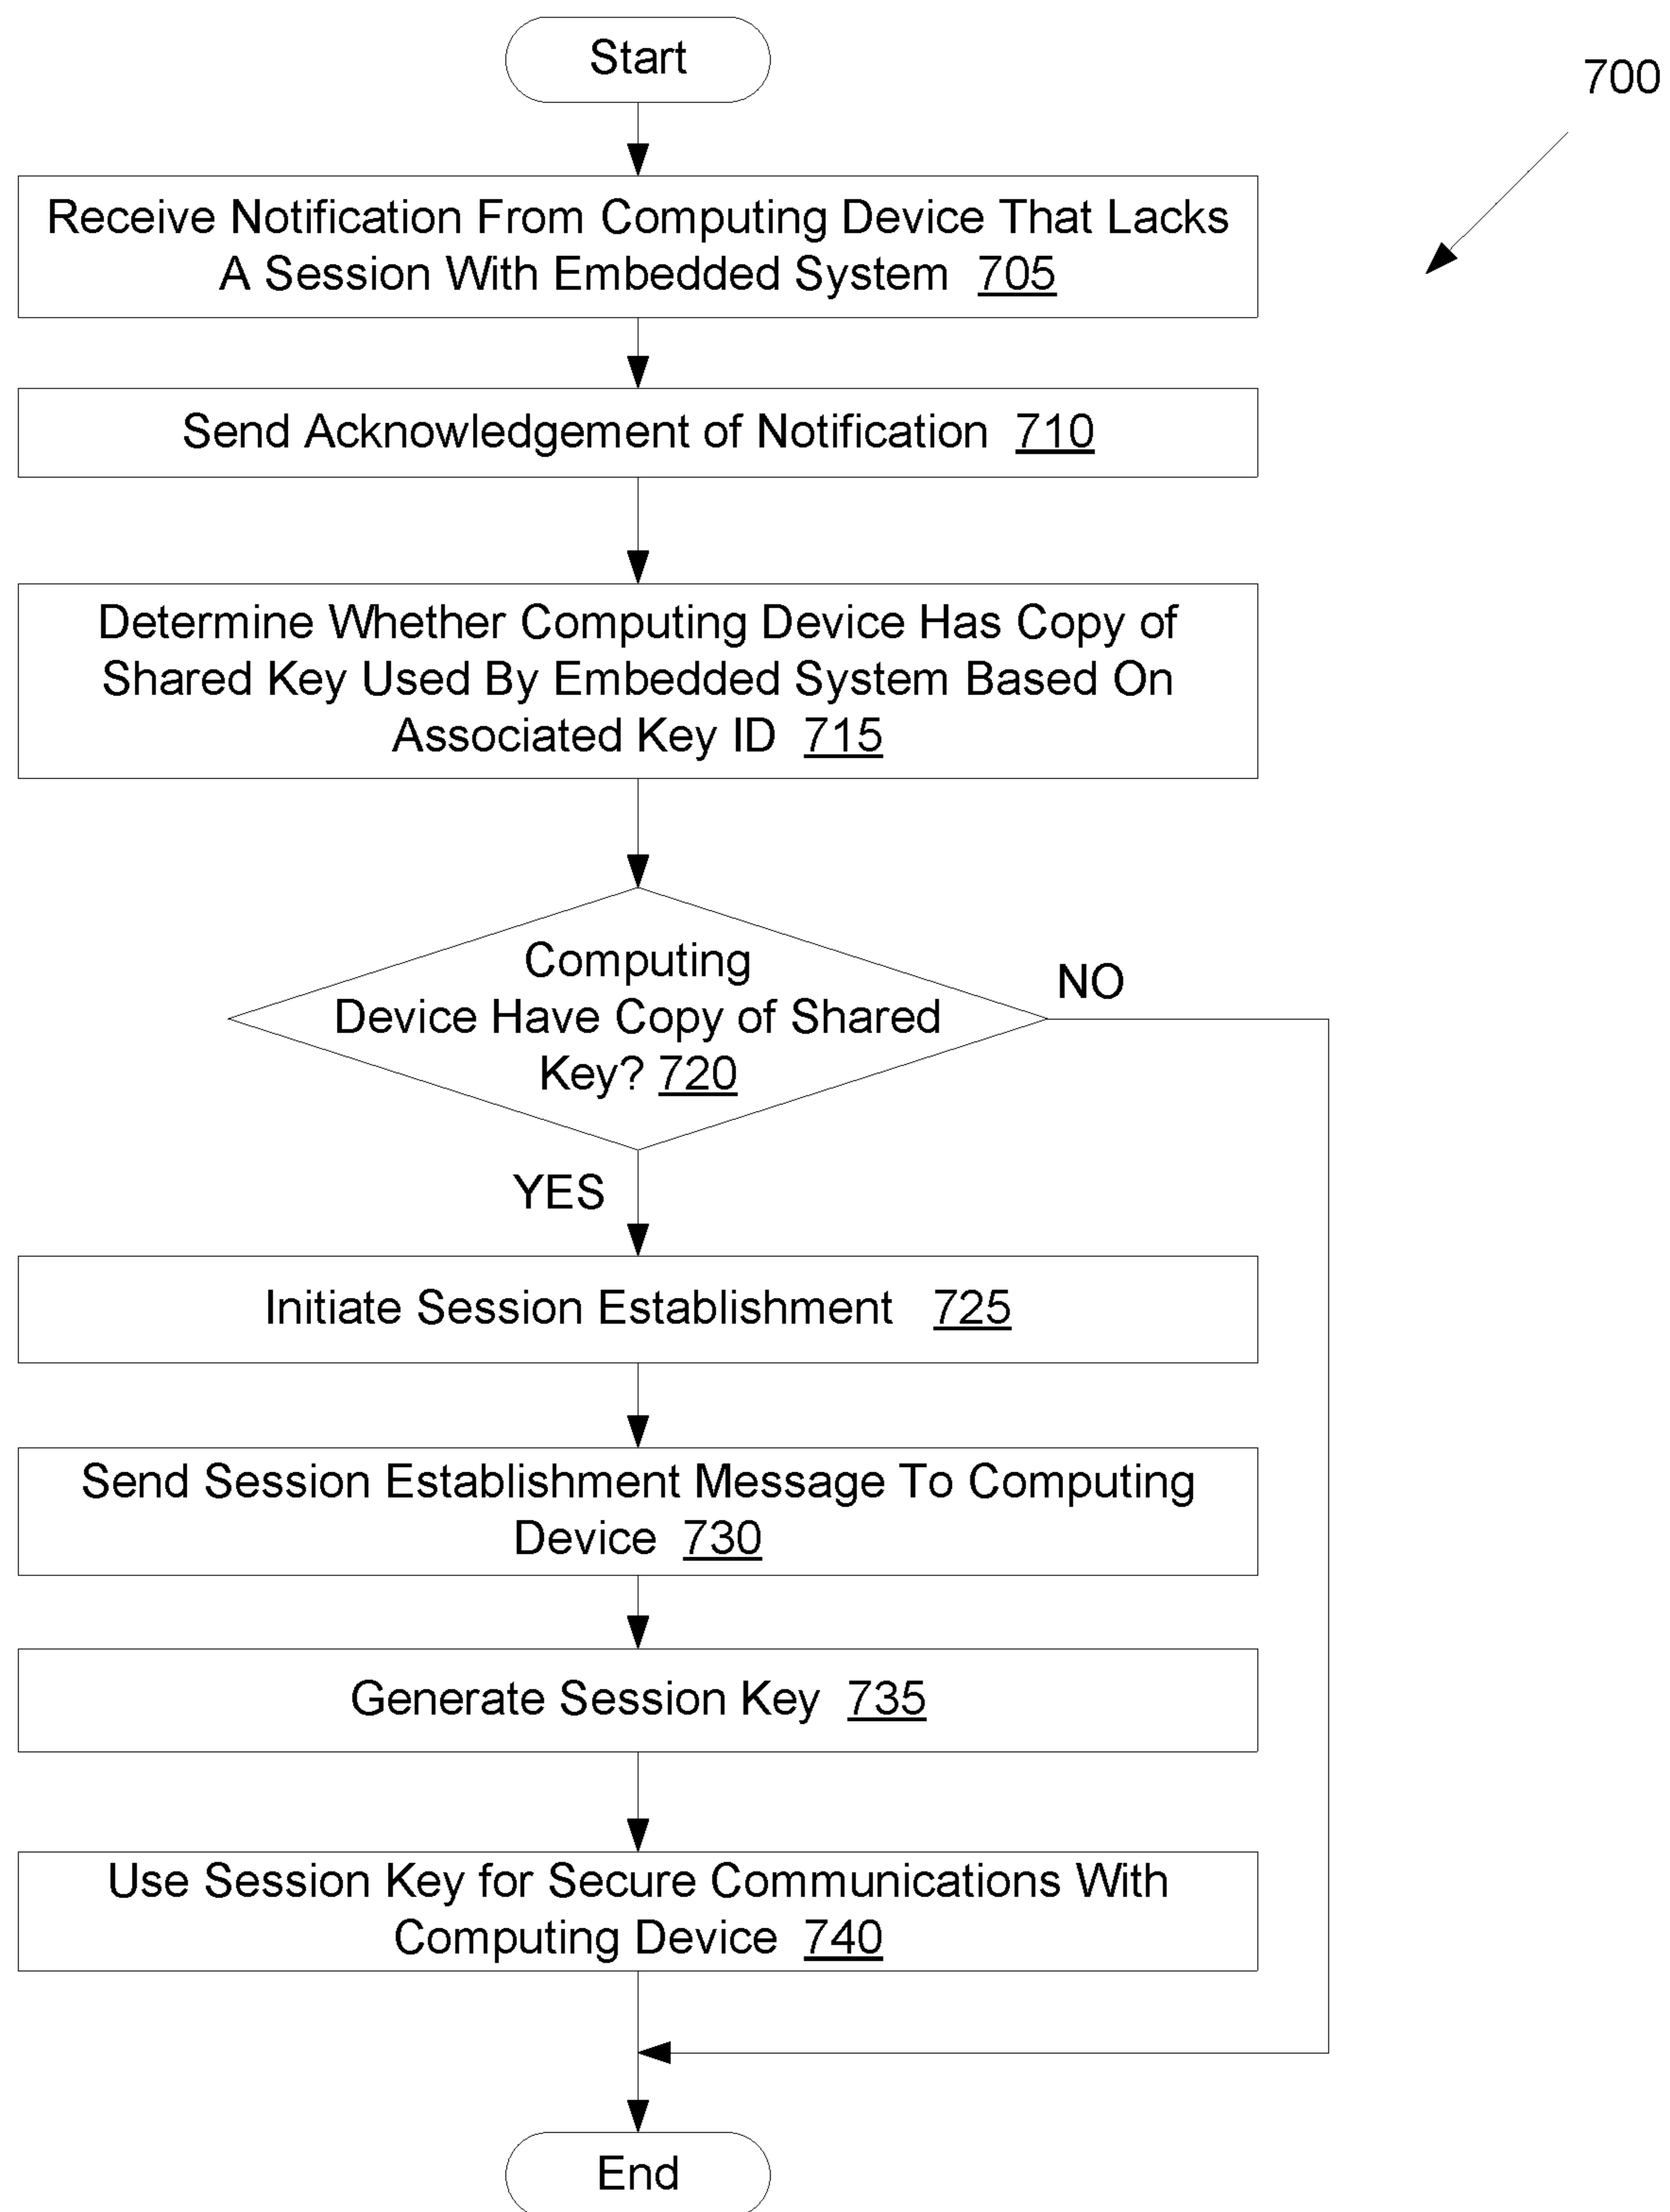 Start
700
Receive Notification From Computing Device That Lacks
A Session With Embedded System 705
Send Acknowledgement of Notification 710
Determine Whether Computing Device Has Copy of
Shared Key Used By Embedded System Based On
Associated Key ID 715
Computing
Device Have Copy of Shared
Key? 720
NO
YES
Initiate Session Establishment 725
Send Session Establishment Message To Computing
Device 730
Generate Session Key 735
Use Session Key for Secure Communications With
Computing Device 740
End